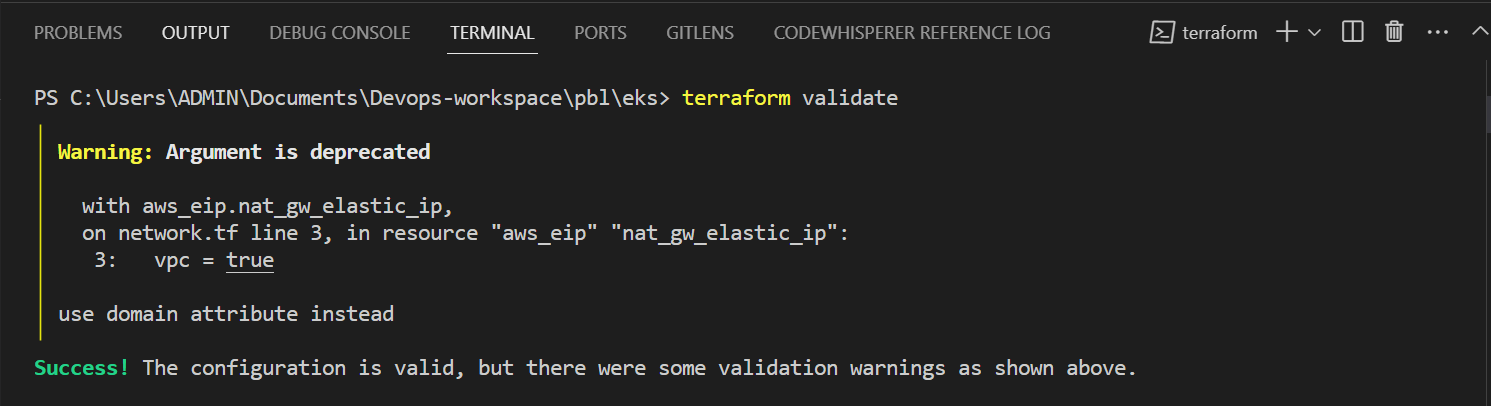 PROBLEMS OUTPUT DEBUG CONSOLE TERMINAL PORTS GITLENS CODEWHISPERER REFERENCE LOG terraform
PS C:\Users\ADMIN\Documents\Devops-workspace\pbl\eks> terraform validate
Warning: Argument is deprecated
with aws_eip.nat_gw_elastic_ip,
on network.tf line 3, in resource "aws_eip" "nat_gw_elastic_ip":
3: vpc = true
use domain attribute instead
Success! The configuration is valid, but there were some validation warnings as shown above.